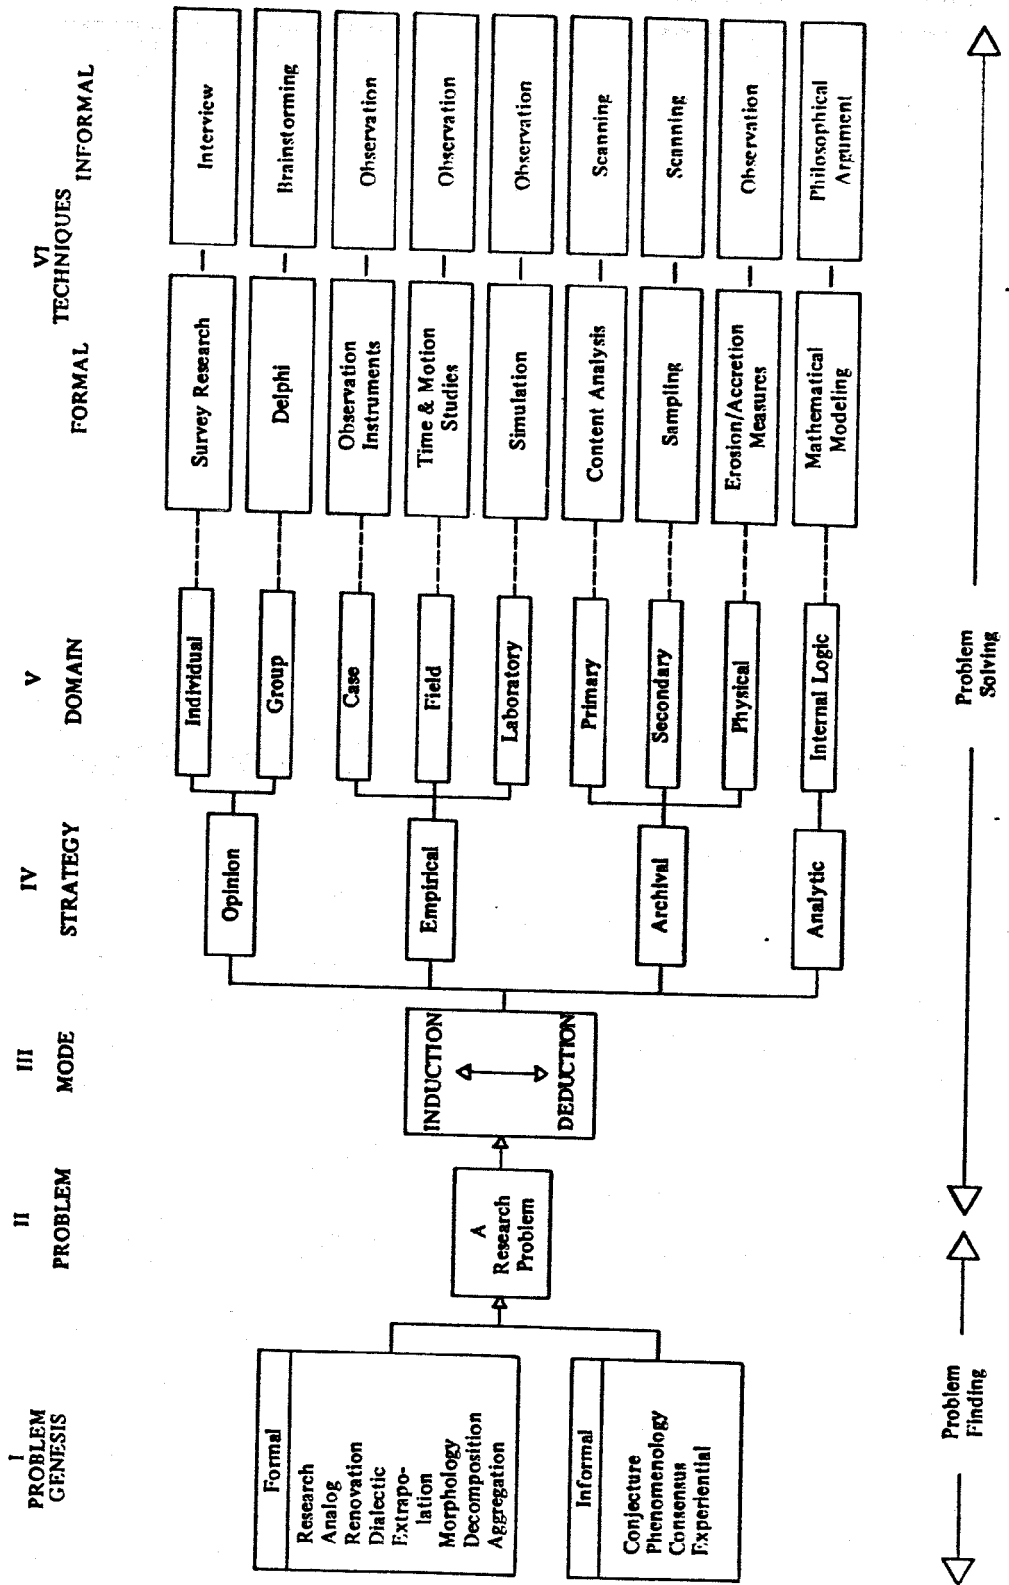 I
PROBLEM
GENESIS
II
PROBLEM
III
MODE
IV
STRATEGY
V
DOMAIN
VI
TECHNIQUES
FORMAL
INFORMAL
Formal
Research
Analog
Renovation
Dialectic
Extrapo-
lation
Morphology
Decomposition
Aggregation
Informal
Conjecture
Phenomenology
Consensus
Experiential
A
Research
Problem
INDUCTION
DEDUCTION
Opinion
Empirical
Archival
Analytic
Individual
Group
Case
Field
Laboratory
Primary
Secondary
Physical
Internal Logic
Survey Research
Delphi
Observation
Instruments
Time & Motion
Studies
Simulation
Content Analysis
Sampling
Erosion/Accretion
Measures
Mathematical
Modeling
Interview
Brainstorming
Observation
Observation
Observation
Scanning
Scanning
Observation
Philosophical
Argument
Problem
Finding
Problem
Solving